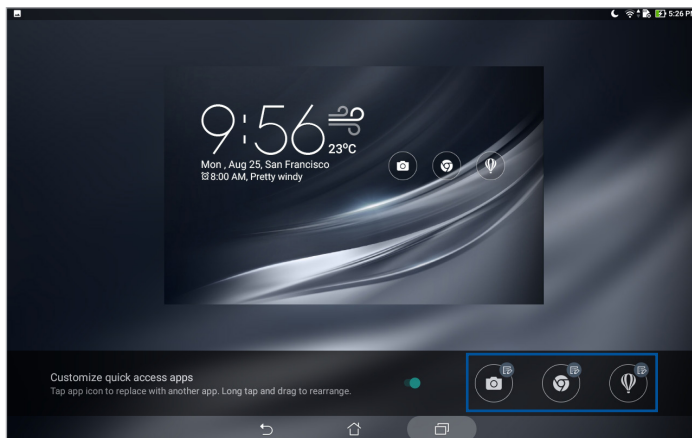 5:26 P
9:56
23°C
Mon , Aug 25, San Francisco
8:00 AM, Pretty windy
Customize quick access apps
Tap app icon to replace with another app. Long tap and drag to rearrange.